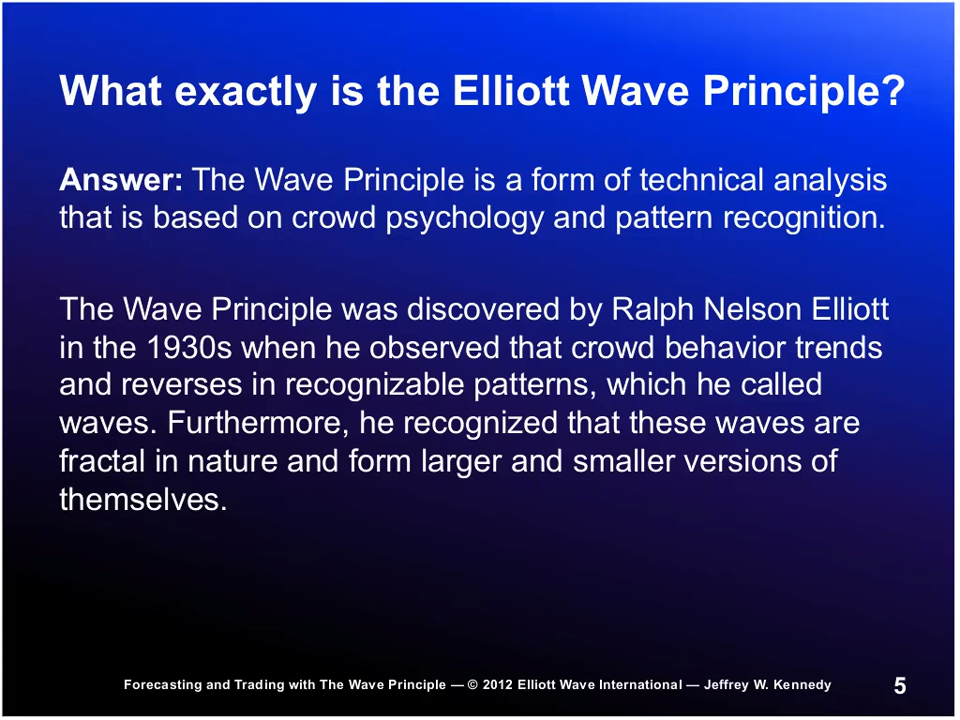 What exactly is the Elliott Wave Principle?
Answer: The Wave Principle is a form of technical analysis
that is based on crowd psychology and pattern recognition.
The Wave Principle was discovered by Ralph Nelson Elliott
in the 1930s when he observed that crowd behavior trends
and reverses in recognizable patterns, which he called
waves. Furthermore, he recognized that these waves are
fractal in nature and form larger and smaller versions of
themselves.
Forecasting and Trading with The Wave Principle — © 2012 Elliott Wave International — Jeffrey W. Kennedy
5